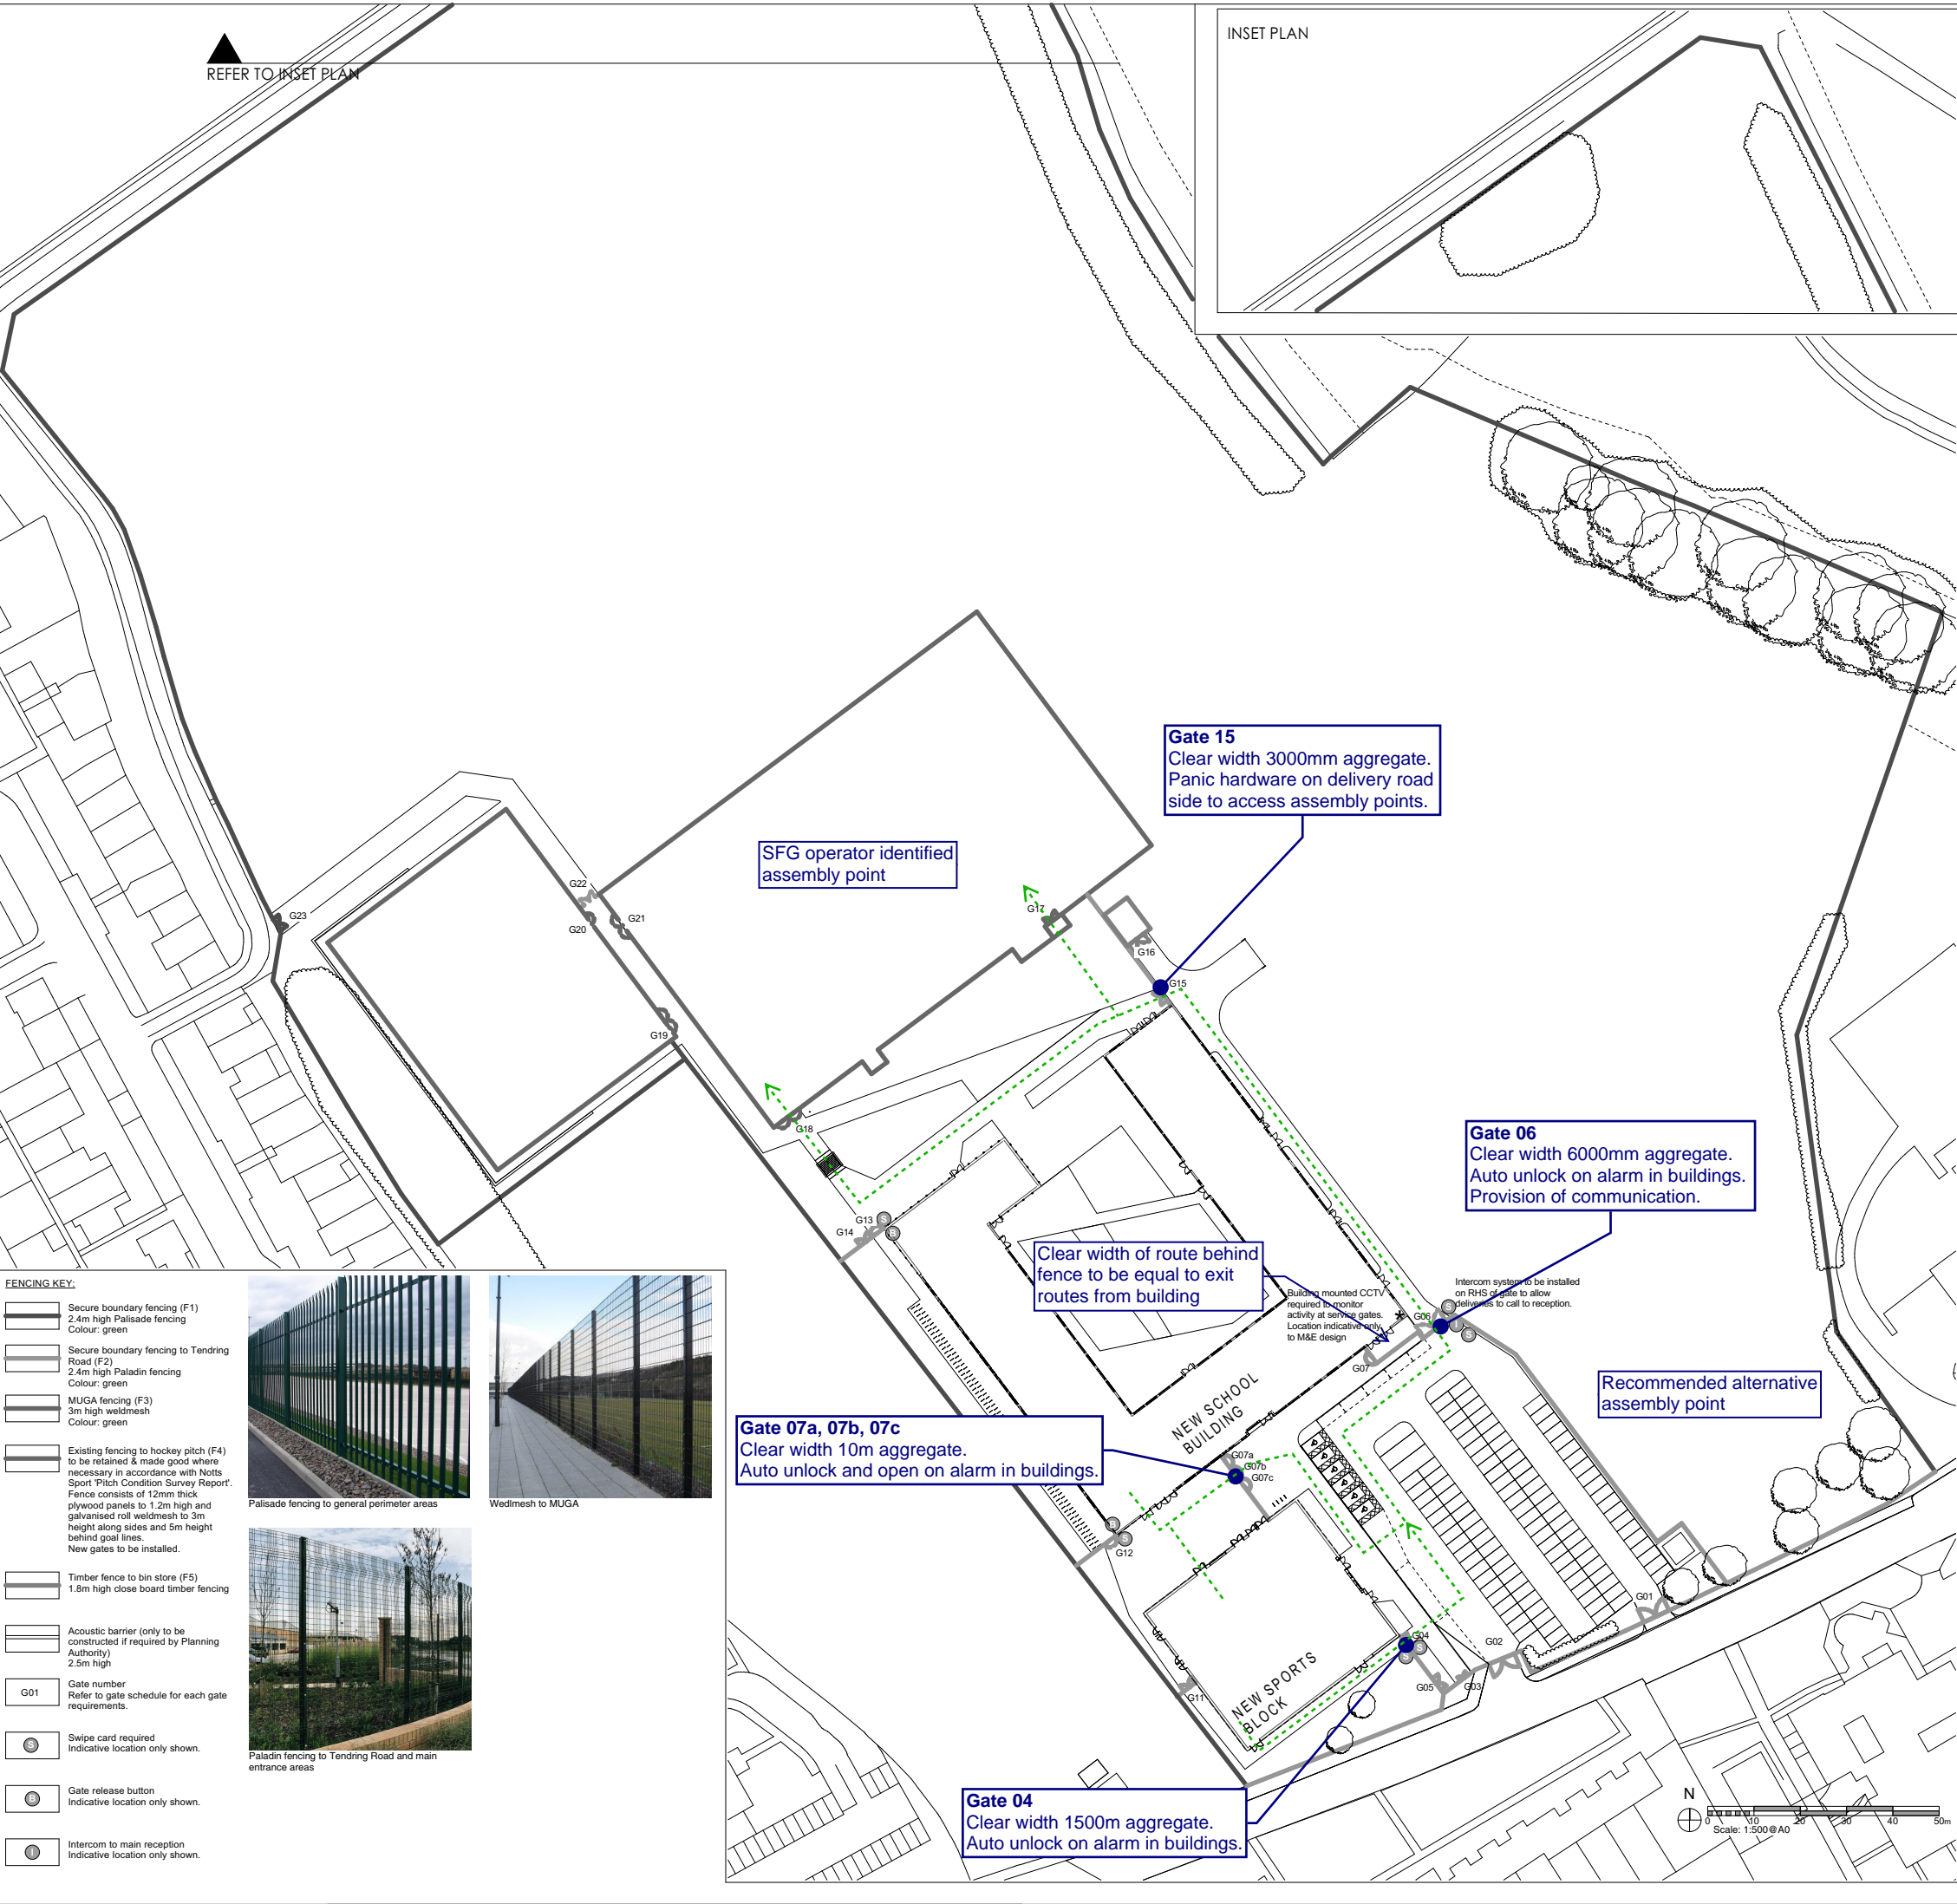 REFER TO INSET PLAN
INSET PLAN
Gate 15
Clear width 3000mm aggregate.
Panic hardware on delivery road
side to access assembly points.
SFG operator identified
assembly point
G22
G20
G21
G23
G17
G16
G15
G19
G18
Gate 06
Clear width 6000mm aggregate.
Auto unlock on alarm in buildings.
Provision of communication.
G13
S
G14
B
Clear width of route behind
fence to be equal to exit
routes from building
Building mounted CCTV
required to monitor
activity at service gates.
Location indicative only
to M&E design
*
Intercom system to be installed
on RHS of gate to allow
deliveries to call to reception.
G06
S
I
S
G07
Recommended alternative
assembly point
NEW SCHOOL
BUILDING
Gate 07a, 07b, 07c
Clear width 10m aggregate.
Auto unlock and open on alarm in buildings.
G07a
G07b
G07c
B
S
G12
G01
G02
G03
G04
S
S
G05
G11
NEW SPORTS
BLOCK
Gate 04
Clear width 1500m aggregate.
Auto unlock on alarm in buildings.
N
0 10 20 30 40 50m
Scale: 1:500@A0
FENCING KEY:
Secure boundary fencing (F1)
2.4m high Palisade fencing
Colour: green
Secure boundary fencing to Tendring
Road (F2)
2.4m high Paladin fencing
Colour: green
MUGA fencing (F3)
3m high weldmesh
Colour: green
Existing fencing to hockey pitch (F4)
to be retained & made good where
necessary in accordance with Notts
Sport 'Pitch Condition Survey Report'.
Fence consists of 12mm thick
plywood panels to 1.2m high and
galvanised roll weldmesh to 3m
height along sides and 5m height
behind goal lines.
New gates to be installed.
Timber fence to bin store (F5)
1.8m high close board timber fencing
Acoustic barrier (only to be
constructed if required by Planning
Authority)
2.5m high
G01
Gate number
Refer to gate schedule for each gate
requirements.
S
Swipe card required
Indicative location only shown.
B
Gate release button
Indicative location only shown.
I
Intercom to main reception
Indicative location only shown.
Palisade fencing to general perimeter areas
Wedlmesh to MUGA
Paladin fencing to Tendring Road and main
entrance areas